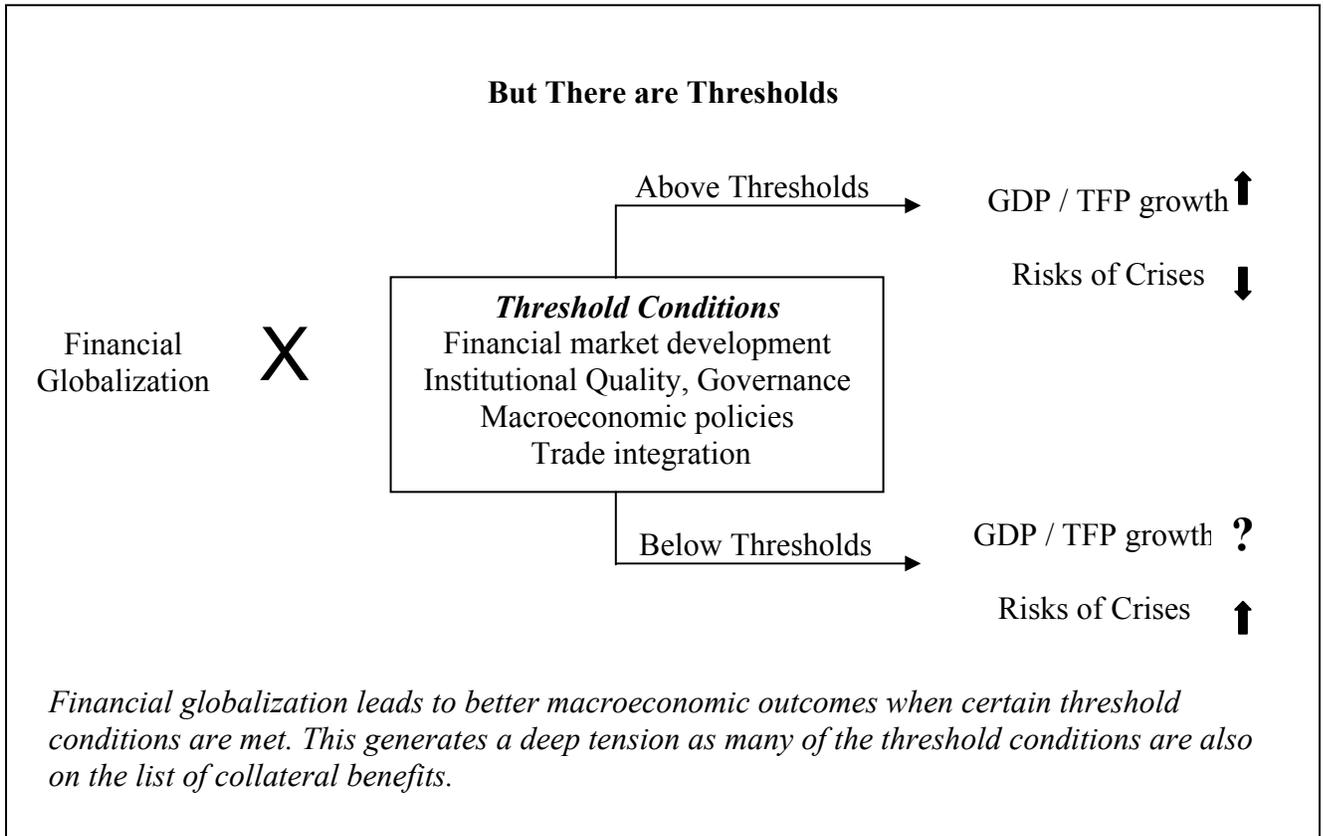 But There are Thresholds
Above Thresholds
GDP / TFP growth
Risks of Crises
Financial
Globalization
X
Threshold Conditions
Financial market development
Institutional Quality, Governance
Macroeconomic policies
Trade integration
Below Thresholds
GDP / TFP growth ?
Risks of Crises
Financial globalization leads to better macroeconomic outcomes when certain threshold
conditions are met. This generates a deep tension as many of the threshold conditions are also
on the list of collateral benefits.